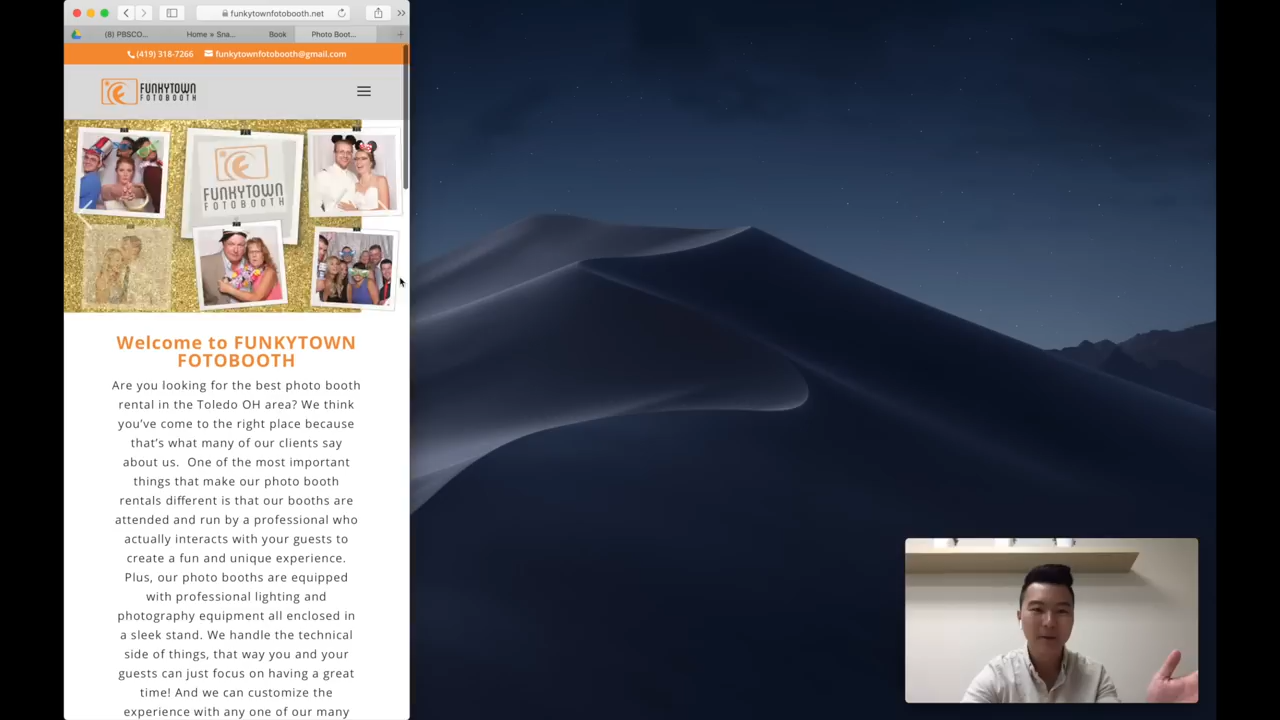 funkytownfotobooth.net
(8) PBSCO...
Home » Sna...
Book
Photo Boot...
(419) 318-7266 funkytownfotobooth@gmail.com
FUNKYTOWN
FOTOBOOTH
FUNKYTOWN
FOTOBOOTH
Welcome to FUNKYTOWN
FOTOBOOTH
Are you looking for the best photo booth
rental in the Toledo OH area? We think
you’ve come to the right place because
that’s what many of our clients say
about us. One of the most important
things that make our photo booth
rentals different is that our booths are
attended and run by a professional who
actually interacts with your guests to
create a fun and unique experience.
Plus, our photo booths are equipped
with professional lighting and
photography equipment all enclosed in
a sleek stand. We handle the technical
side of things, that way you and your
guests can just focus on having a great
time! And we can customize the
experience with any one of our many